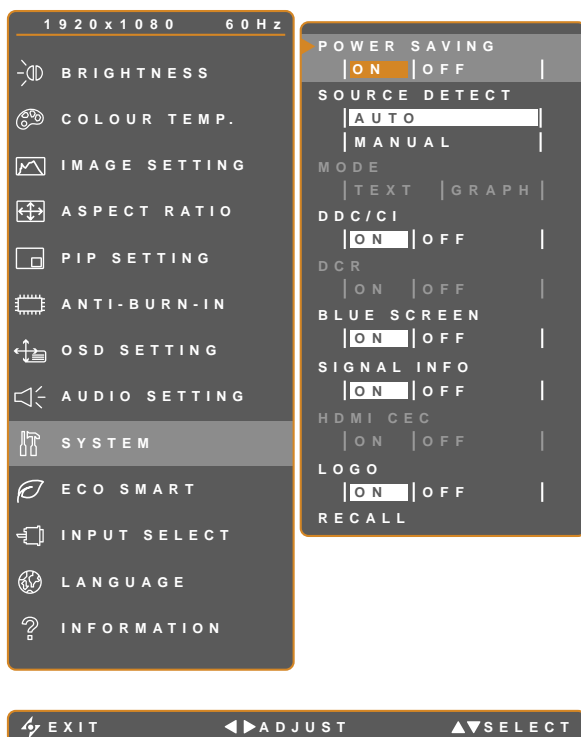 1920x1080 60Hz
BRIGHTNESS
COLOUR TEMP.
IMAGE SETTING
ASPECT RATIO
PIP SETTING
ANTI-BURN-IN
OSD SETTING
AUDIO SETTING
SYSTEM
ECO SMART
INPUT SELECT
LANGUAGE
INFORMATION
POWER SAVING
ON OFF
SOURCE DETECT
AUTO
MANUAL
MODE
TEXT GRAPH
DDC/CI
ON OFF
DCR
ON OFF
BLUE SCREEN
ON OFF
SIGNAL INFO
ON OFF
HDMI CEC
ON OFF
LOGO
ON OFF
RECALL
EXIT ADJUST SELECT